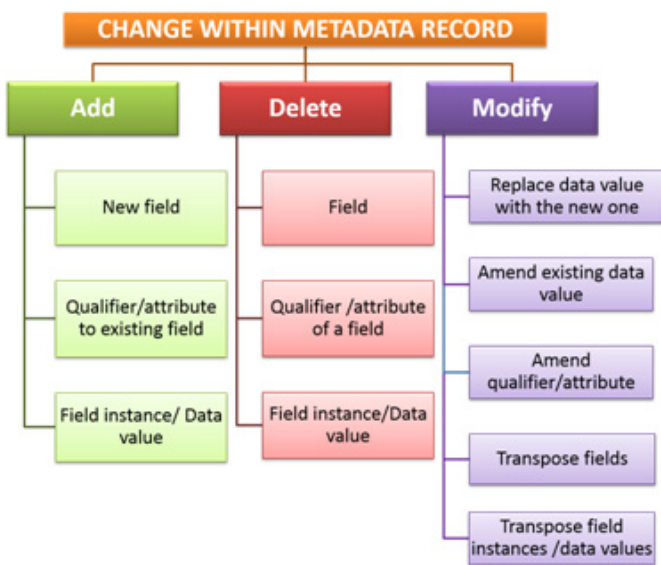 CHANGE WITHIN METADATA RECORD
Add
New field
Qualifier/attribute
to existing field
Field instance/ Data
value
Delete
Field
Qualifier /attribute
of a field
Field instance/Data
value
Modify
Replace data value
with the new one
Amend existing data
value
Amend
qualifier/attribute
Transpose fields
Transpose field
instances /data values